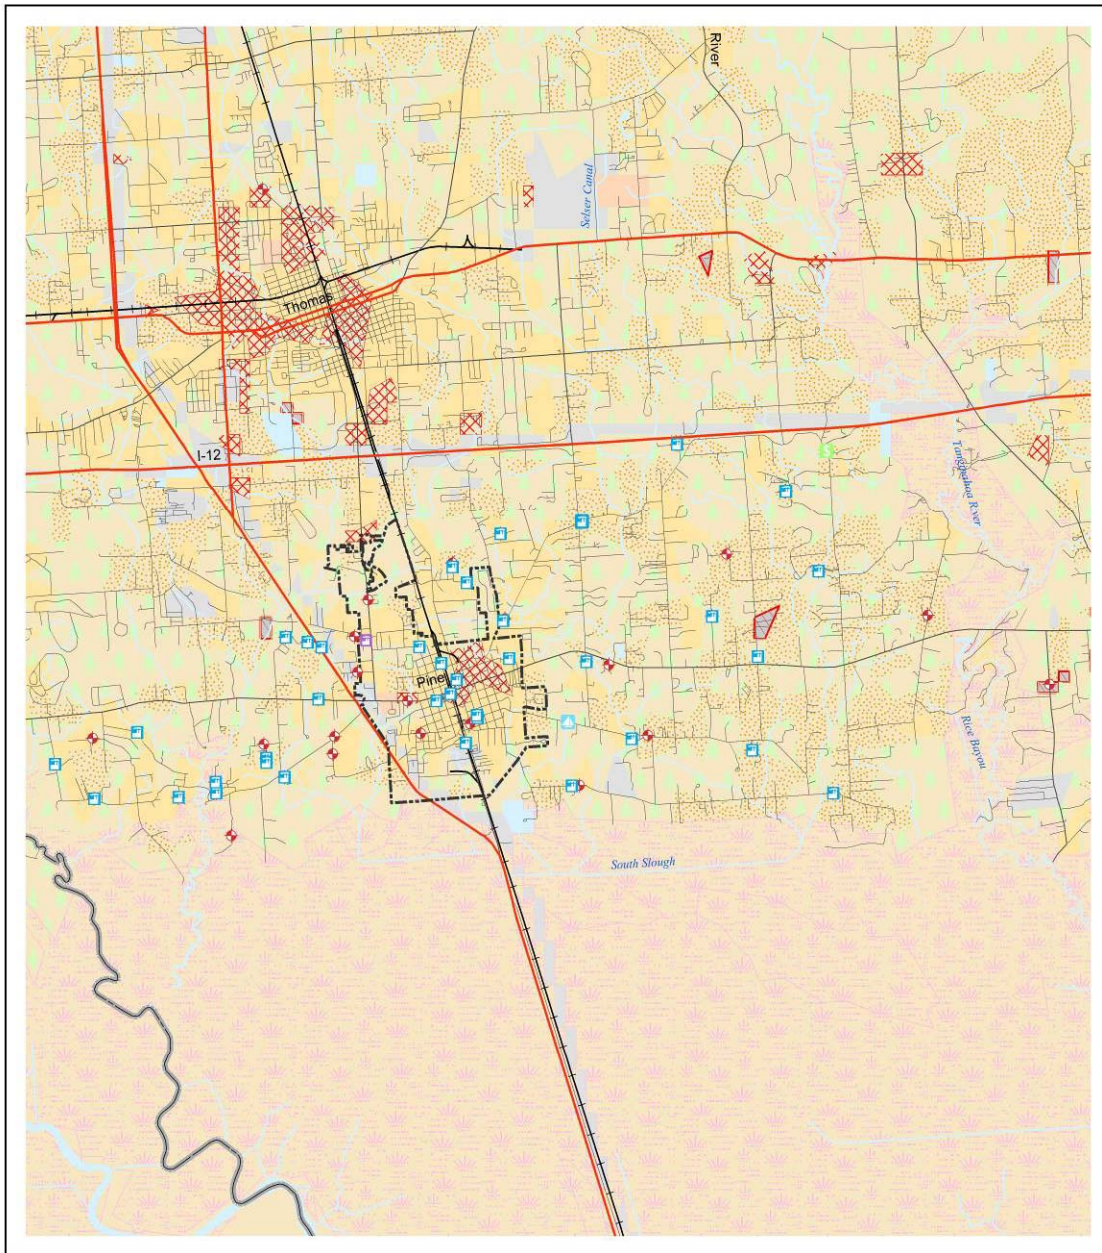 River
Selser Canal
Thomas
I-12
Tangipahoa River
Pine
Rice Bayou
South Slough